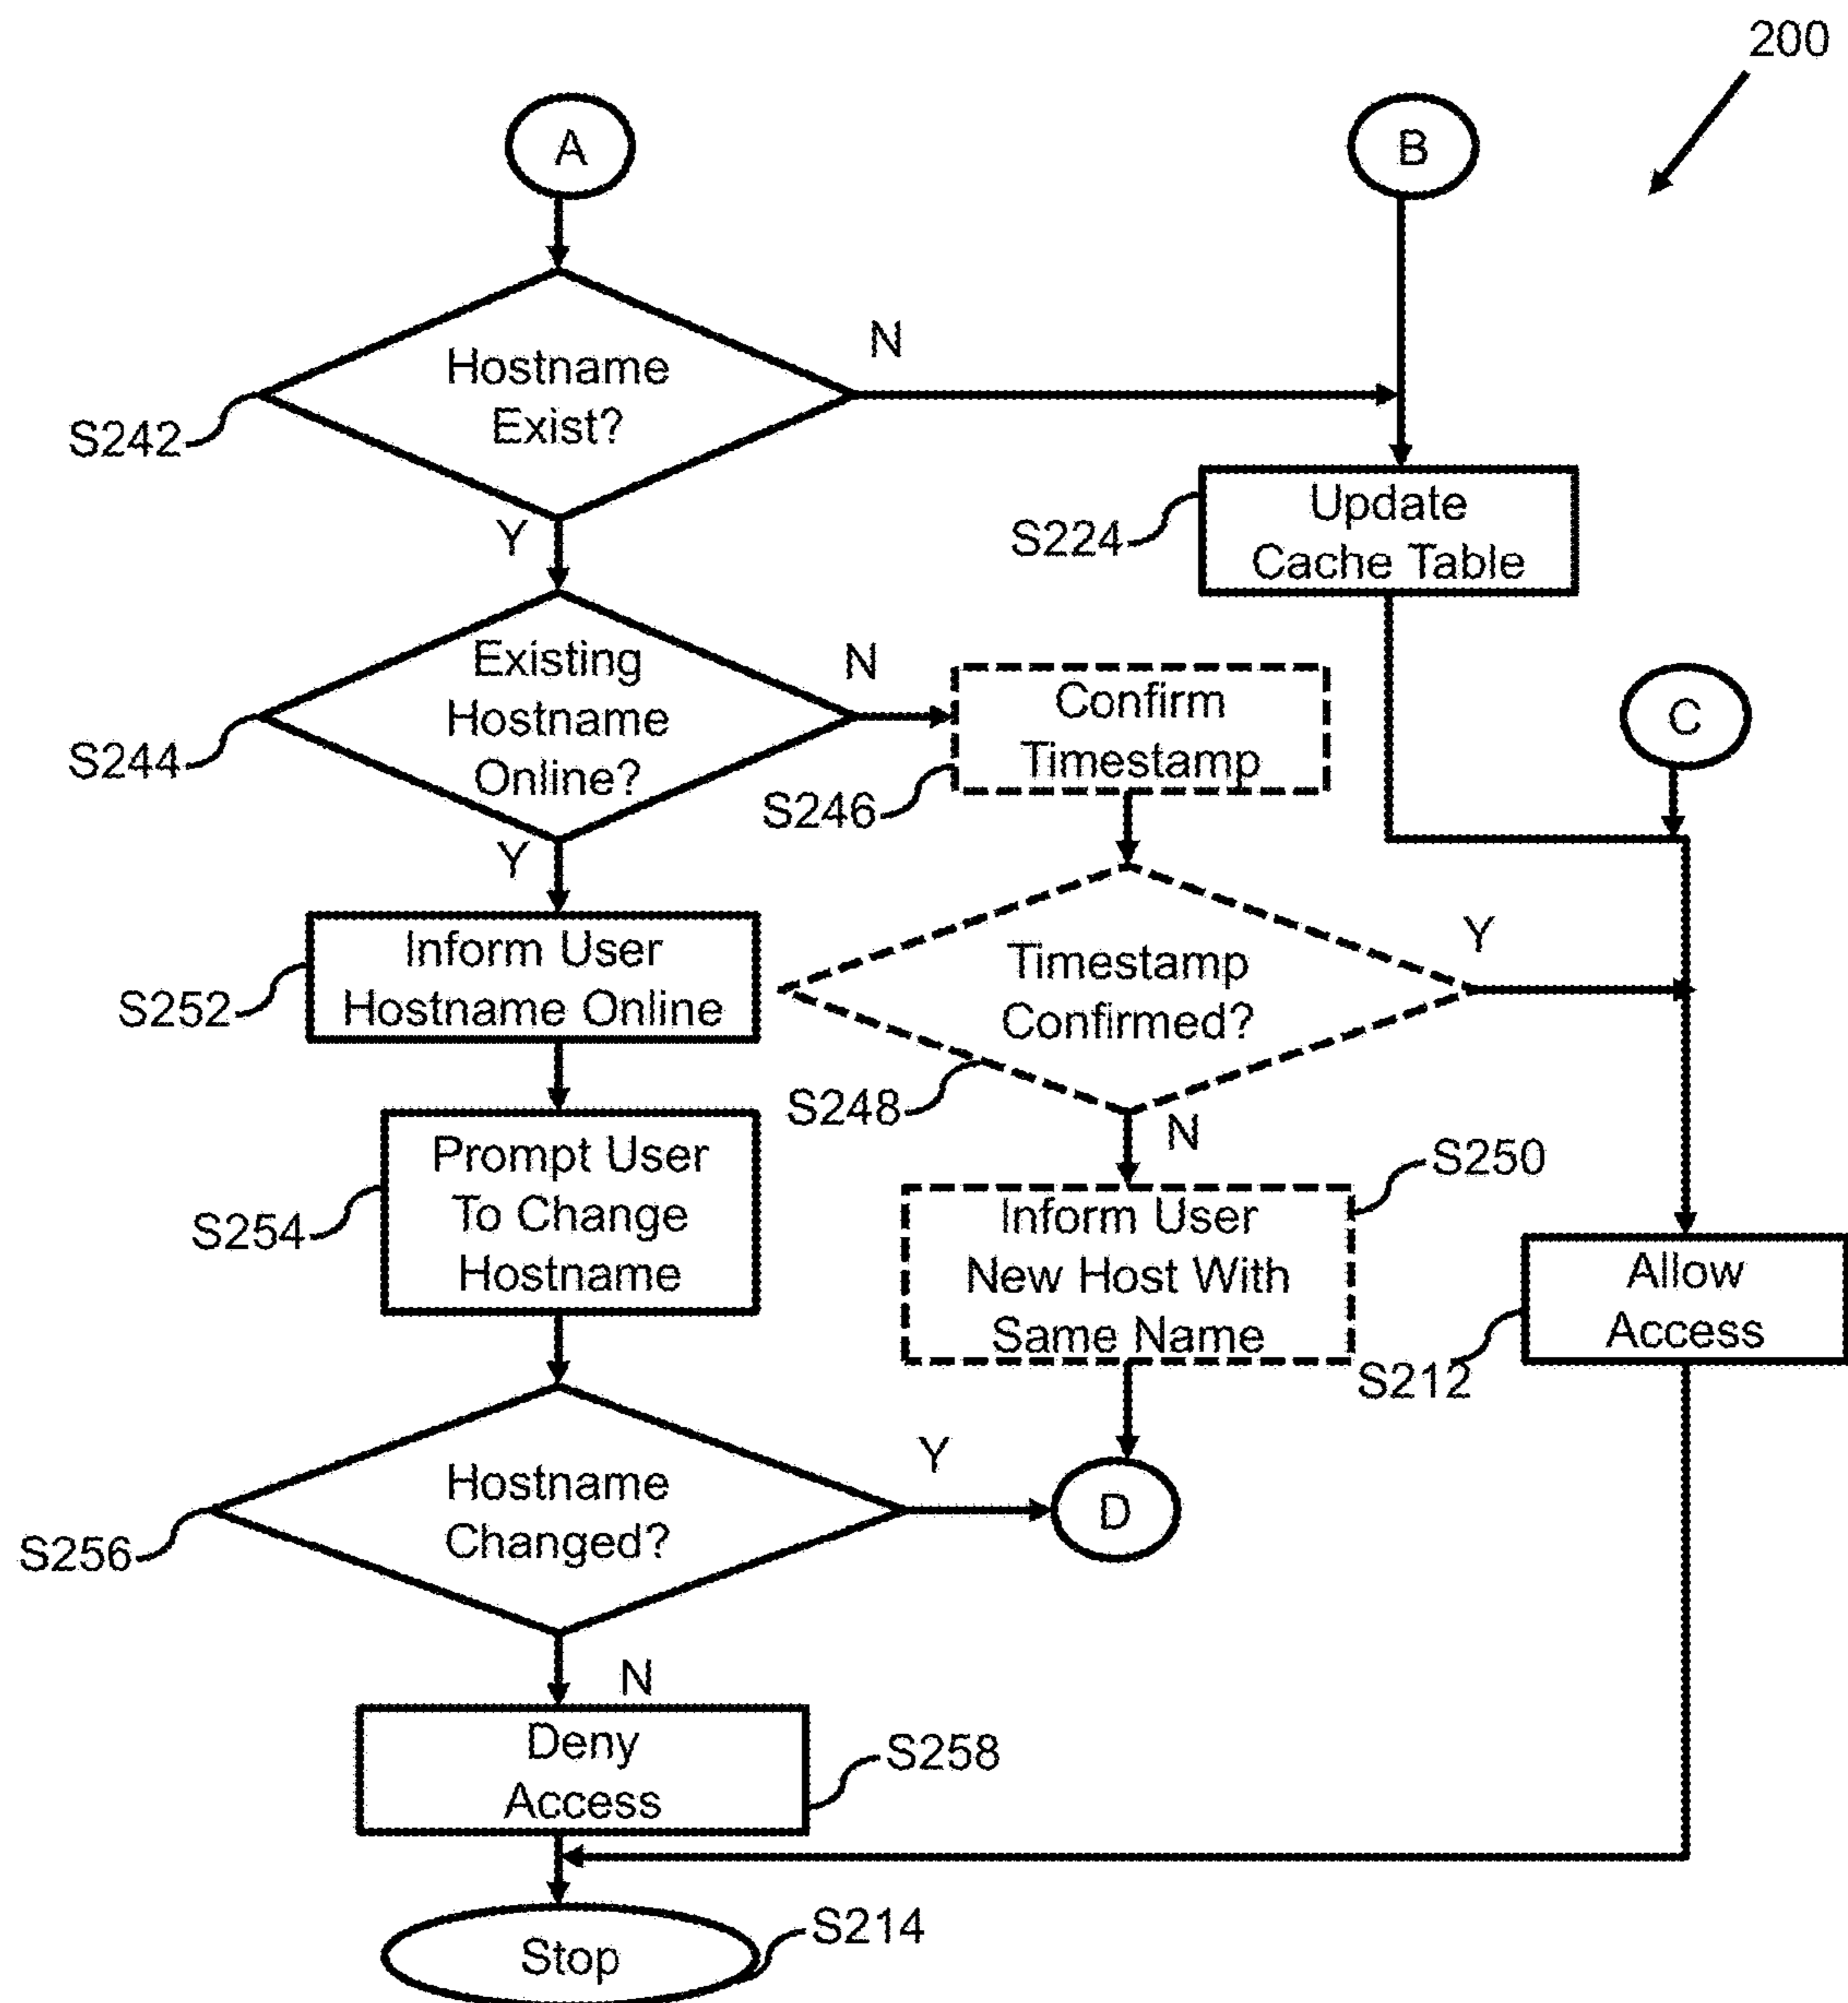 200
A
B
Hostname
Exist?
N
S242
Y
Update
Cache Table
S224
Existing
Hostname
Online?
N
S244
Y
Confirm
Timestamp
S246
C
Inform User
Hostname Online
S252
Timestamp
Confirmed?
Y
S248
N
Prompt User
To Change
Hostname
S254
Inform User
New Host With
Same Name
S250
Allow
Access
S212
Hostname
Changed?
Y
S256
D
N
Deny
Access
S258
Stop
S214